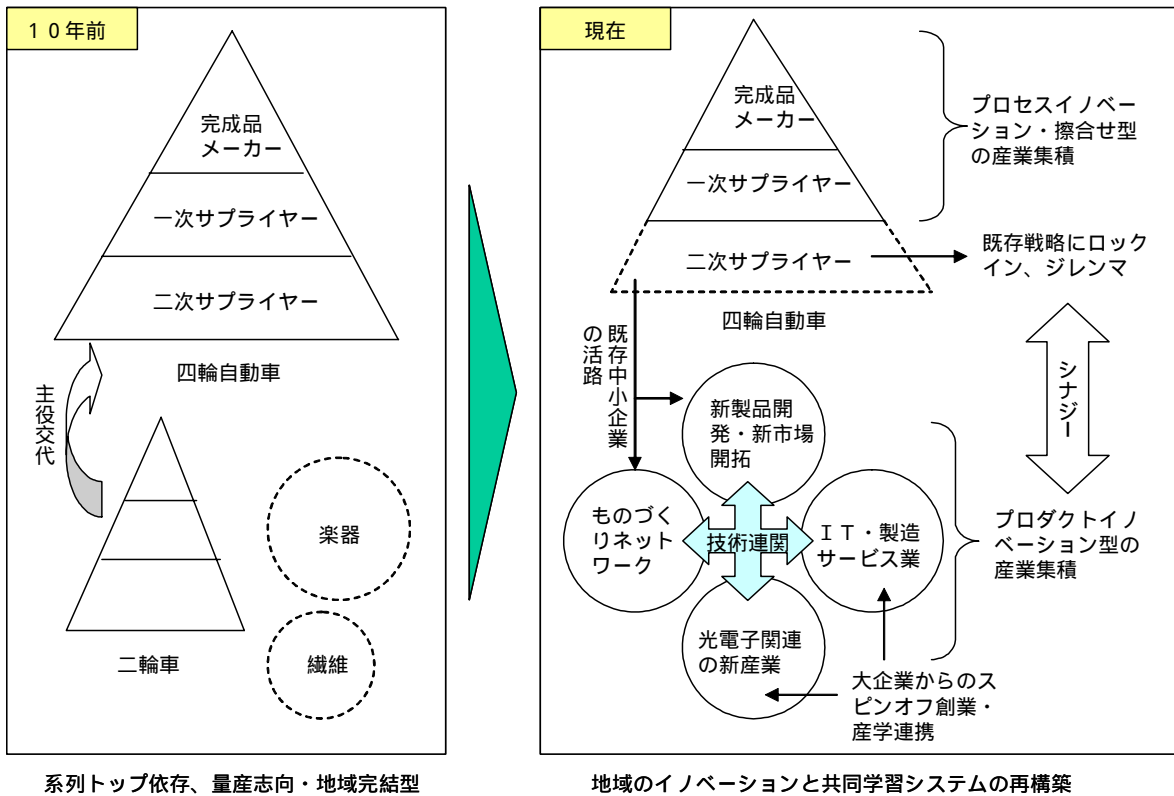 １０年前
完成品
メーカー
一次サプライヤー
二次サプライヤー
四輪自動車
主役交代
二輪車
楽器
繊維
系列トップ依存、量産志向・地域完結型
現在
完成品
メーカー
一次サプライヤー
二次サプライヤー
四輪自動車
プロセスイノベー
ション・擦合せ型
の産業集積
既存戦略にロック
イン、ジレンマ
シナジー
既存中小企業
の活路
新製品開
発・新市場
開拓
ものづく
りネット
ワーク
技術連関
ＩＴ・製造
サービス業
光電子関連
の新産業
プロダクトイノ
ベーション型の
産業集積
大企業からのス
ピンオフ創業・
産学連携
地域のイノベーションと共同学習システムの再構築